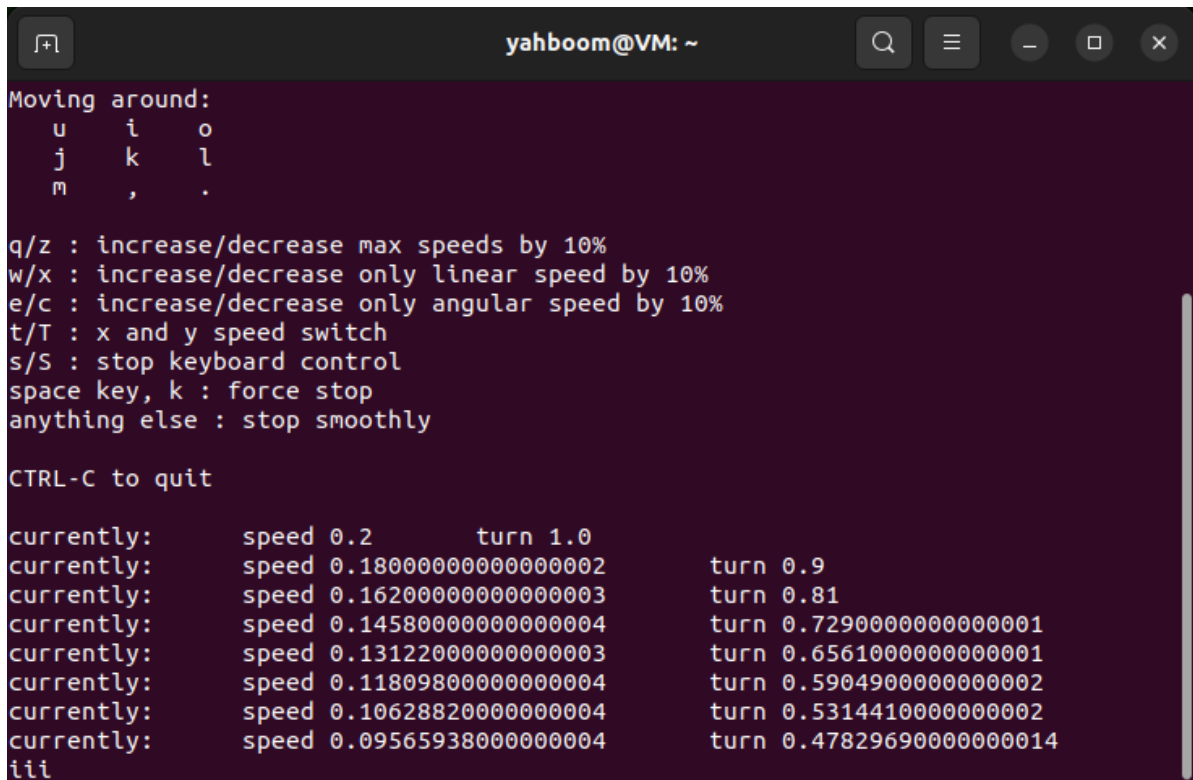 yahboom@VM: ~
Moving around:
   u    i    o
   j    k    l
   m    ,    .
q/z : increase/decrease max speeds by 10%
w/x : increase/decrease only linear speed by 10%
e/c : increase/decrease only angular speed by 10%
t/T : x and y speed switch
s/S : stop keyboard control
space key, k : force stop
anything else : stop smoothly
CTRL-C to quit
currently:      speed 0.2       turn 1.0
currently:      speed 0.18000000000000002       turn 0.9
currently:      speed 0.16200000000000003       turn 0.81
currently:      speed 0.14580000000000004       turn 0.7290000000000001
currently:      speed 0.13122000000000003       turn 0.6561000000000001
currently:      speed 0.11809800000000004       turn 0.5904900000000002
currently:      speed 0.10628820000000004       turn 0.5314410000000002
currently:      speed 0.09565938000000004       turn 0.47829690000000014
iii